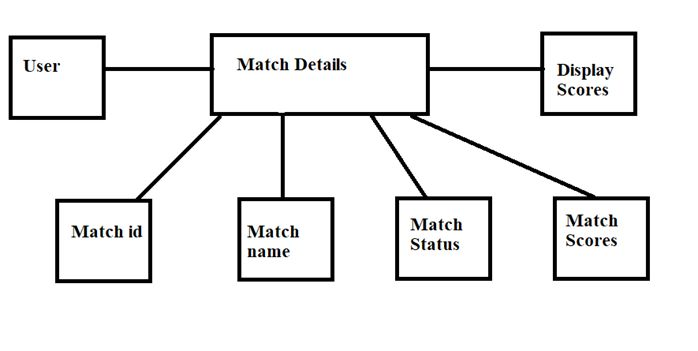 User
Match Details
Display
Scores
Match id
Match
name
Match
Status
Match
Scores